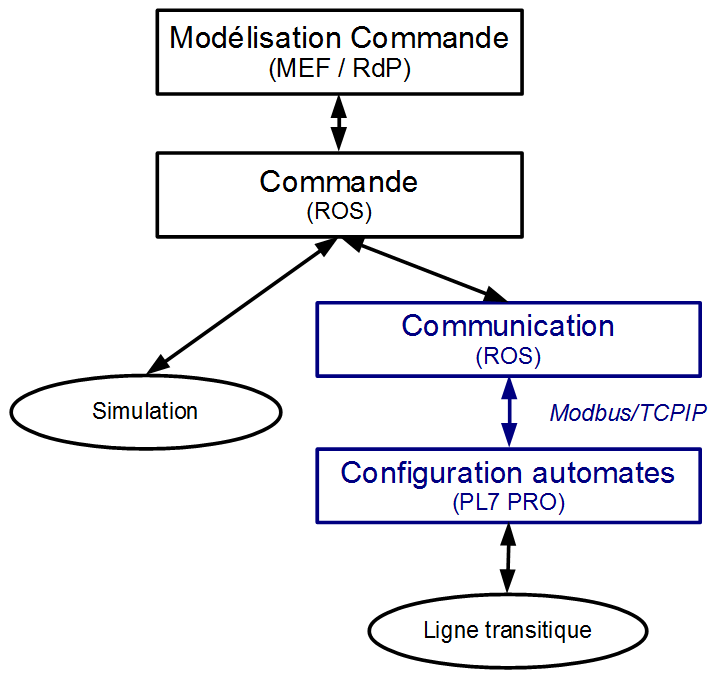 Modélisation Commande
(MEF / RdP)
Commande
(ROS)
Communication
(ROS)
Simulation
Modbus/TCPIP
Configuration automates
(PL7 PRO)
Ligne transitique